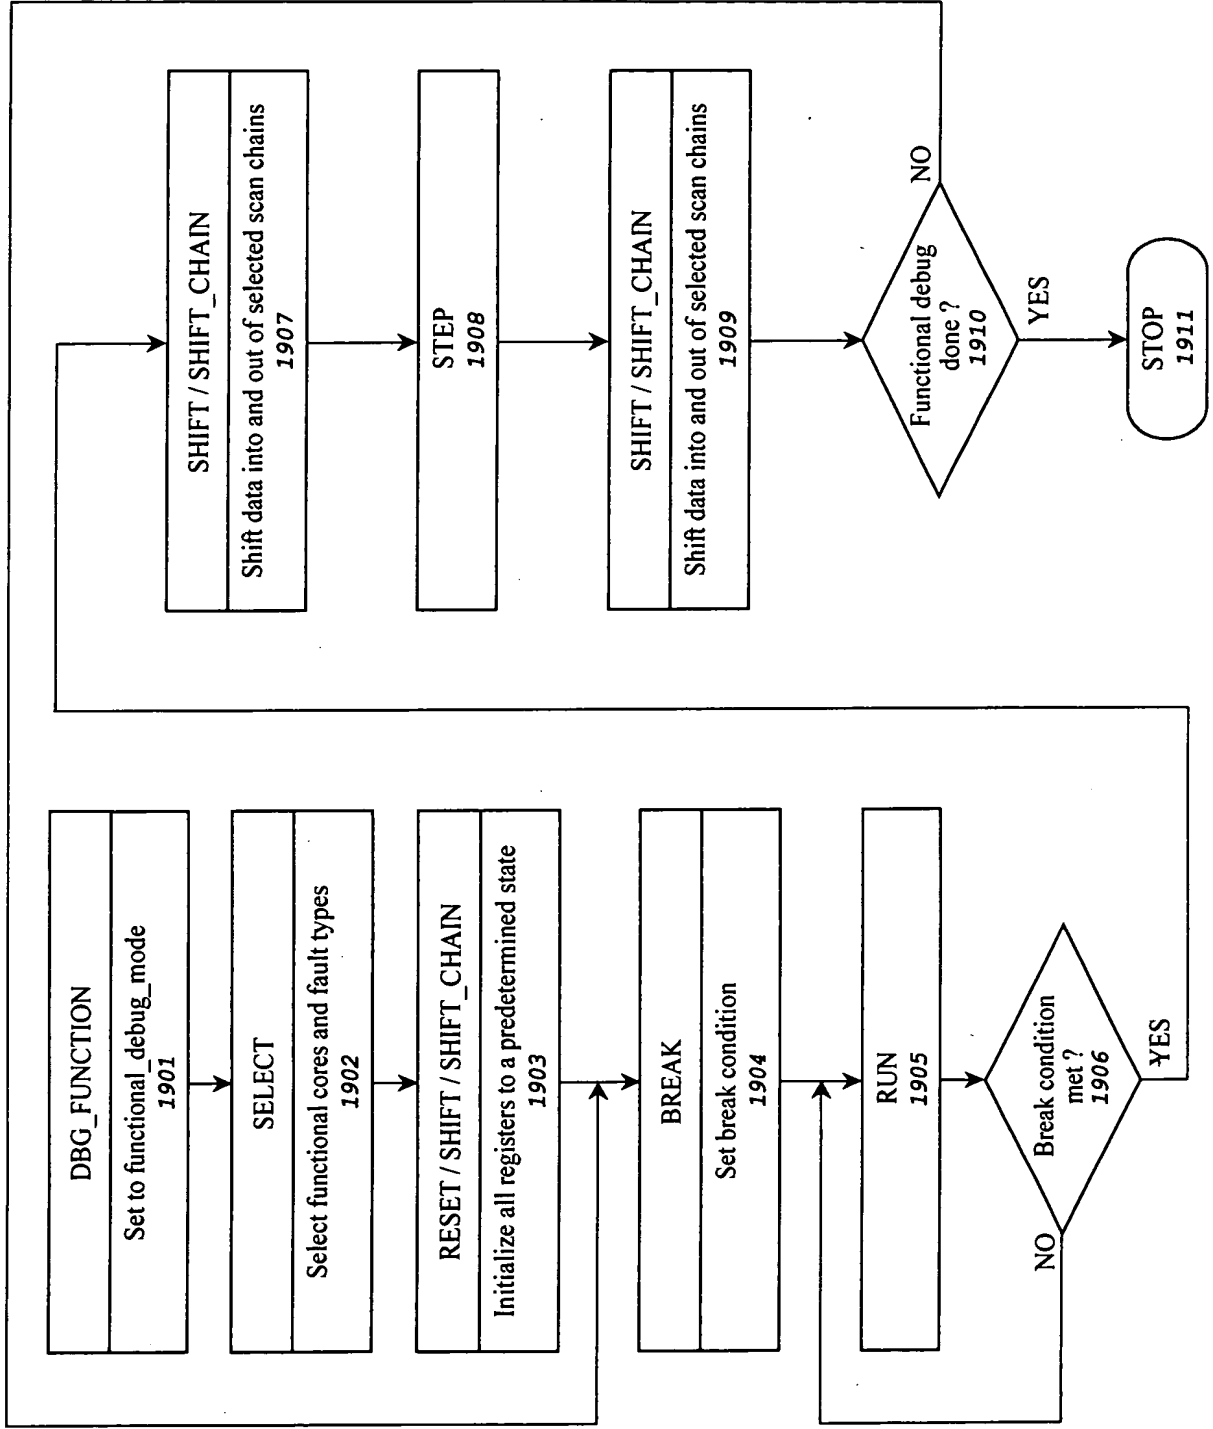 DBG_FUNCTION
Set to functional_debug_mode
1901
SELECT
Select functional cores and fault types
1902
RESET / SHIFT / SHIFT_CHAIN
Initialize all registers to a predetermined state
1903
BREAK
Set break condition
1904
RUN
1905
Break condition
met ?
1906
NO
YES
SHIFT / SHIFT_CHAIN
Shift data into and out of selected scan chains
1907
STEP
1908
SHIFT / SHIFT_CHAIN
Shift data into and out of selected scan chains
1909
Functional debug
done ?
1910
NO
YES
STOP
1911